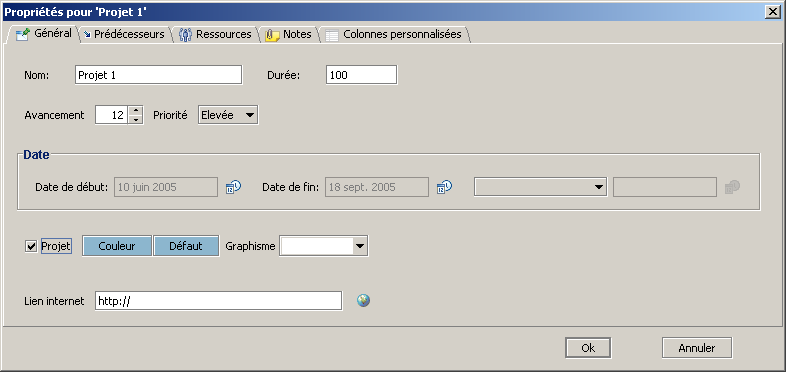 Propriétés pour 'Projet 1'
Général Prédécesseurs Ressources Notes Colonnes personnalisées
Nom: Projet 1 Durée: 100
Avancement 12 Priorité Elevée
Date
Date de début: 10 juin 2005 Date de fin: 18 sept. 2005
Projet Couleur Défaut Graphisme
Lien internet http://
Ok Annuler